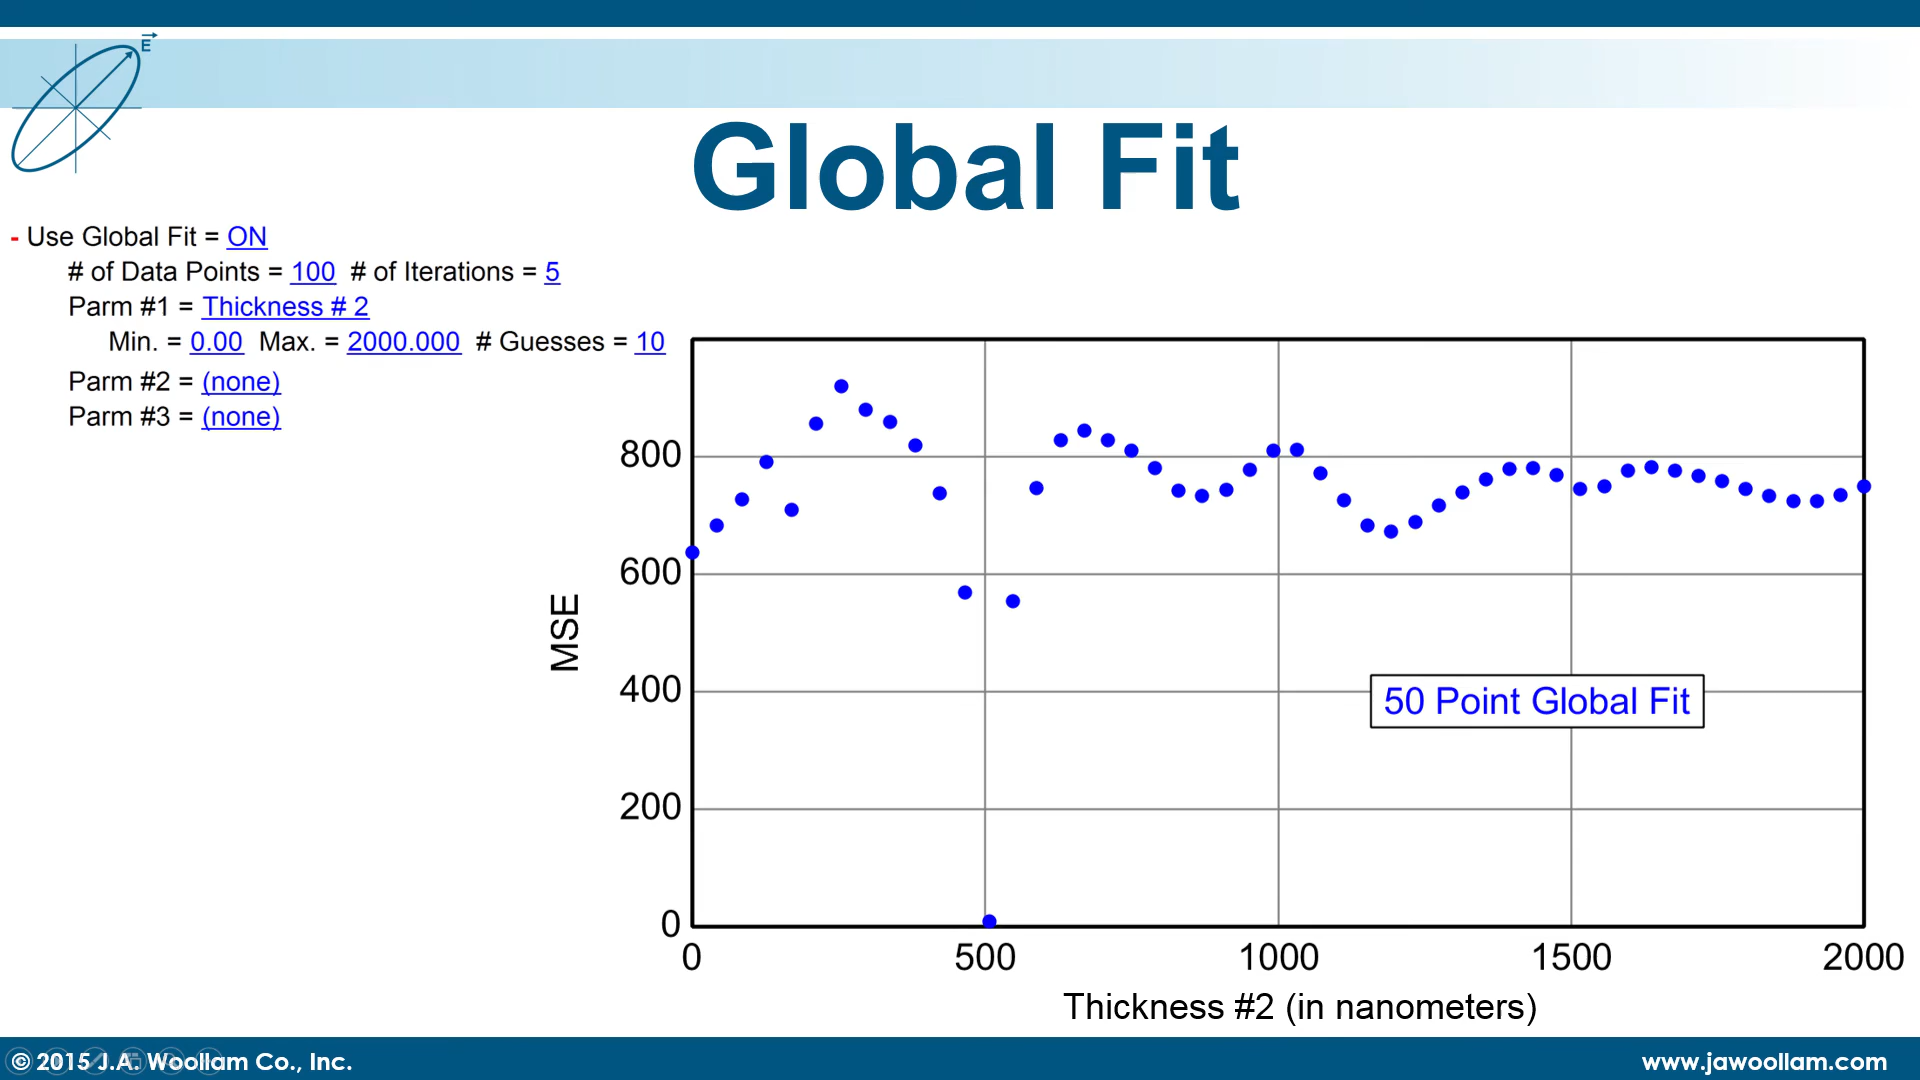 E
Global Fit
- Use Global Fit = ON
# of Data Points = 100 # of Iterations = 5
Parm #1 = Thickness # 2
Min. = 0.00 Max. = 2000.000 # Guesses = 10
Parm #2 = (none)
Parm #3 = (none)
800
600
400
200
0
MSE
50 Point Global Fit
0 500 1000 1500 2000
Thickness #2 (in nanometers)
© 2015 J.A. Woollam Co., Inc.
www.jawoollam.com